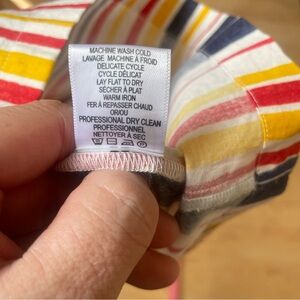 MACHINE WASH COLD
LAVAGE MACHINE À FROID
DELICATE CYCLE
CYCLE DÉLICAT
LAY FLAT TO DRY
SÉCHER À PLAT
WARM IRON
FER À REPASSER CHAUD
OR/OU
PROFESSIONAL DRY CLEAN
PROFESSIONNEL
NETTOYER À SEC